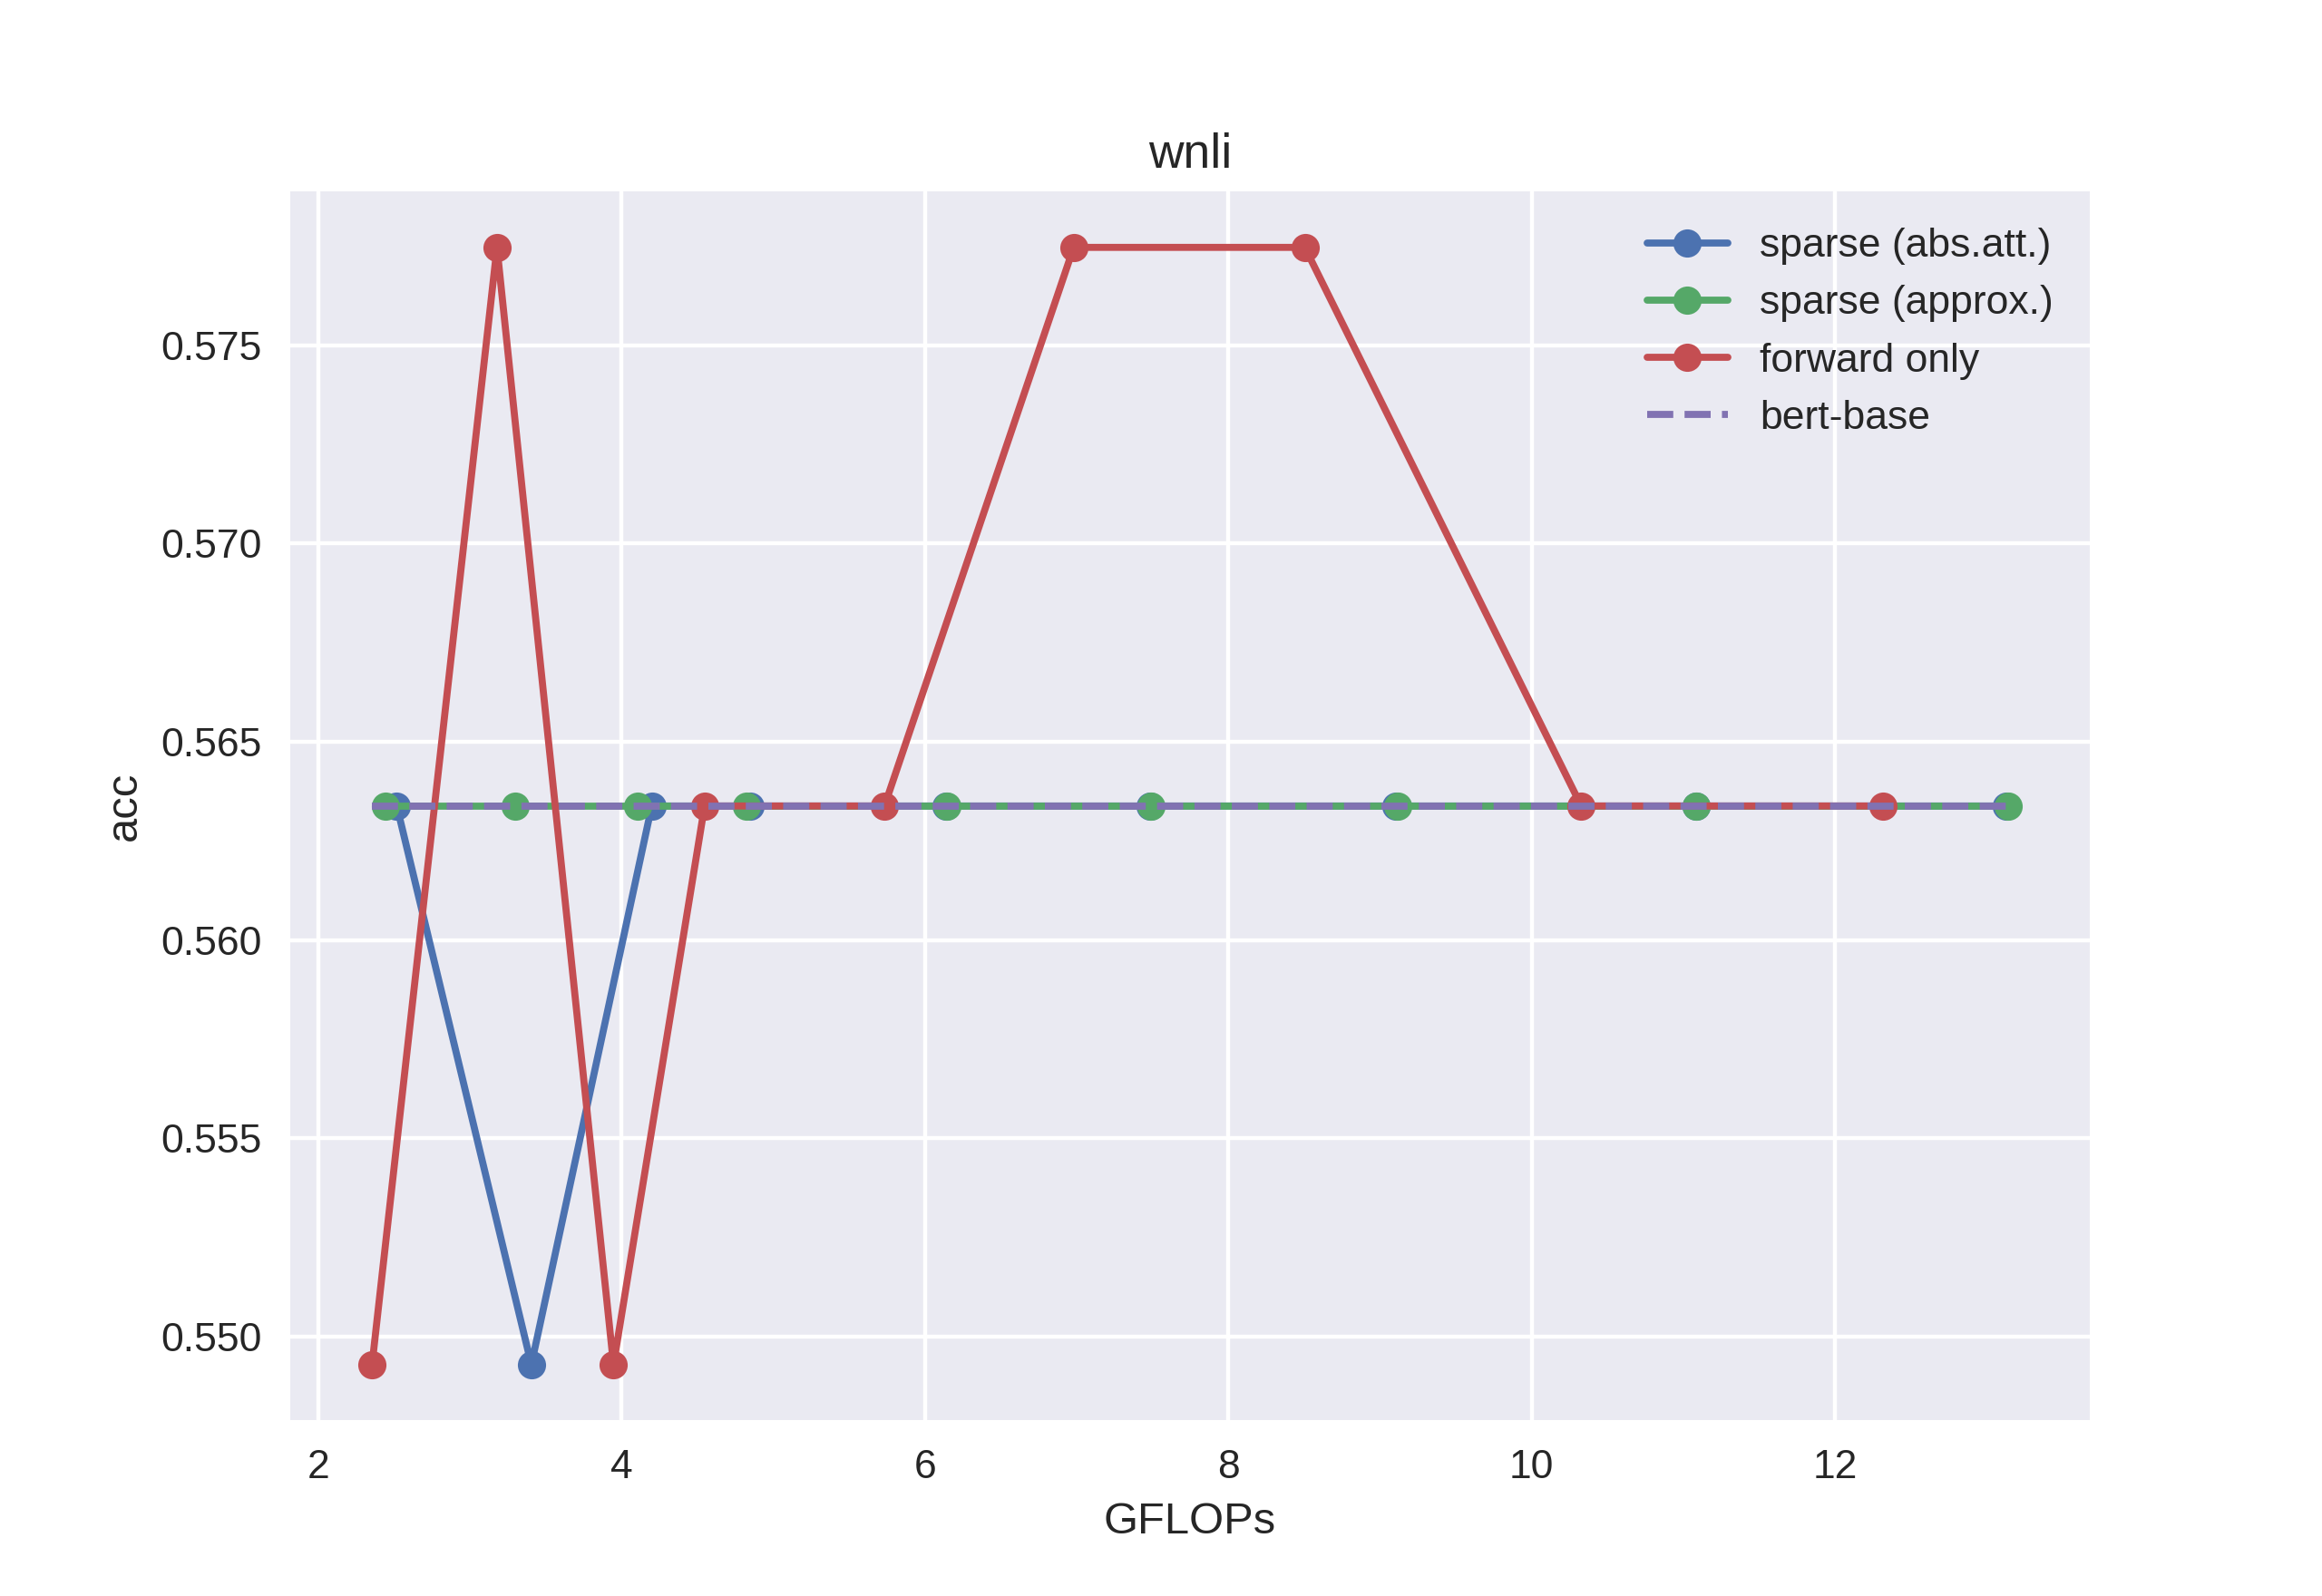 wnli
sparse (abs.att.)
sparse (approx.)
forward only
bert-base
0.575
0.570
0.565
0.560
0.555
0.550
acc
2 4 6 8 10 12
GFLOPs